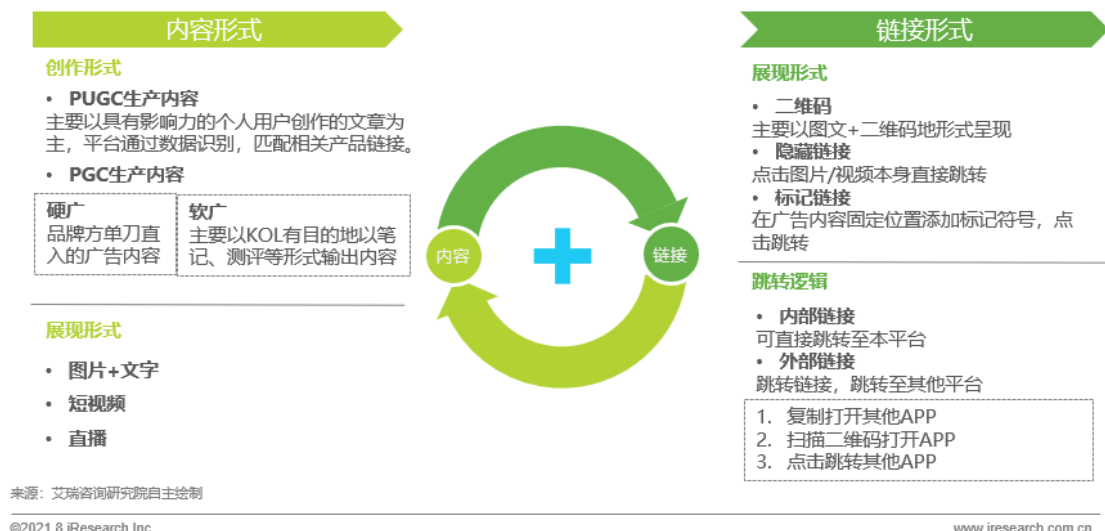 内容形式
创作形式
• PUGC生产内容
主要以具有影响力的个人用户创作的文章为
主，平台通过数据识别，匹配相关产品链接。
• PGC生产内容
硬广
品牌方单刀直
入的广告内容
软广
主要以KOL有目的地以笔
记、测评等形式输出内容
展现形式
• 图片+文字
• 短视频
• 直播
内容
链接
链接形式
展现形式
• 二维码
主要以图文+二维码地形式呈现
• 隐藏链接
点击图片/视频本身直接跳转
• 标记链接
在广告内容固定位置添加标记符号，点
击跳转
跳转逻辑
• 内部链接
可直接跳转至本平台
• 外部链接
跳转链接，跳转至其他平台
1. 复制打开其他APP
2. 扫描二维码打开APP
3. 点击跳转其他APP
来源：艾瑞咨询研究院自主绘制
©2021.8 iResearch Inc.
www.iresearch.com.cn